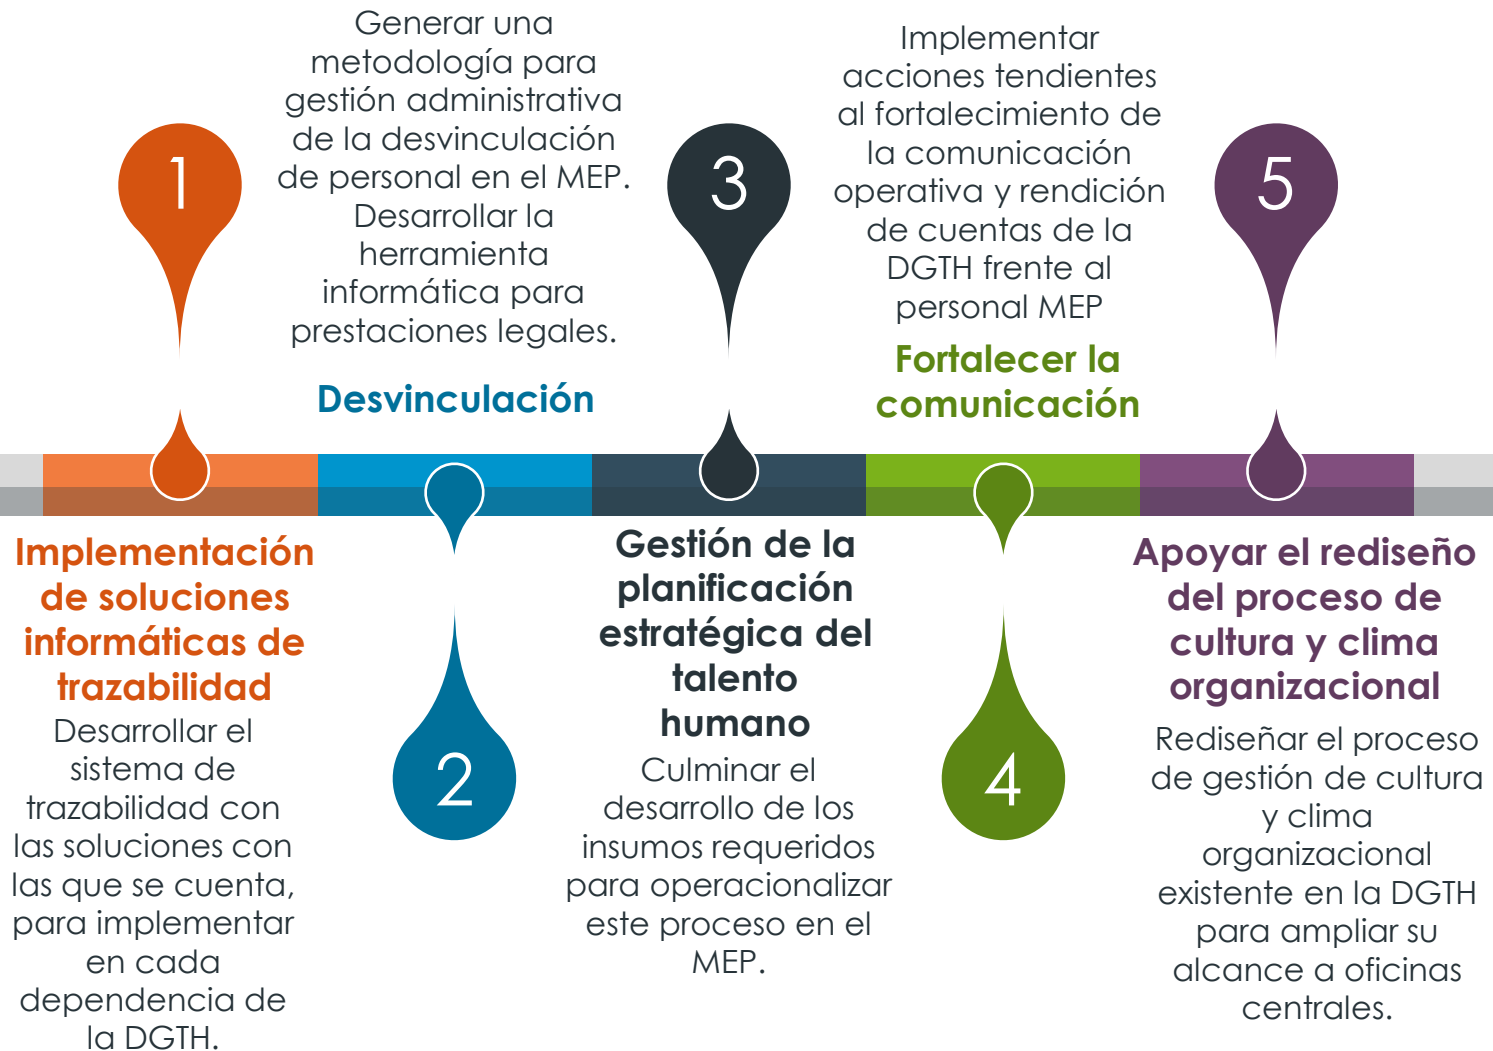 1
Implementación
de soluciones
informáticas de
trazabilidad
Desarrollar el
sistema de
trazabilidad con
las soluciones con
las que se cuenta,
para implementar
en cada
dependencia de
la DGTH.
Generar una
metodología para
gestión administrativa
de la desvinculación
de personal en el MEP.
Desarrollar la
herramienta
informática para
prestaciones legales.
Desvinculación
2
3
Gestión de la
planificación
estratégica del
talento
humano
Culminar el
desarrollo de los
insumos requeridos
para operacionalizar
este proceso en el
MEP.
Implementar
acciones tendientes
al fortalecimiento de
la comunicación
operativa y rendición
de cuentas de la
DGTH frente al
personal MEP
Fortalecer la
comunicación
4
5
Apoyar el rediseño
del proceso de
cultura y clima
organizacional
Rediseñar el proceso
de gestión de cultura
y clima
organizacional
existente en la DGTH
para ampliar su
alcance a oficinas
centrales.